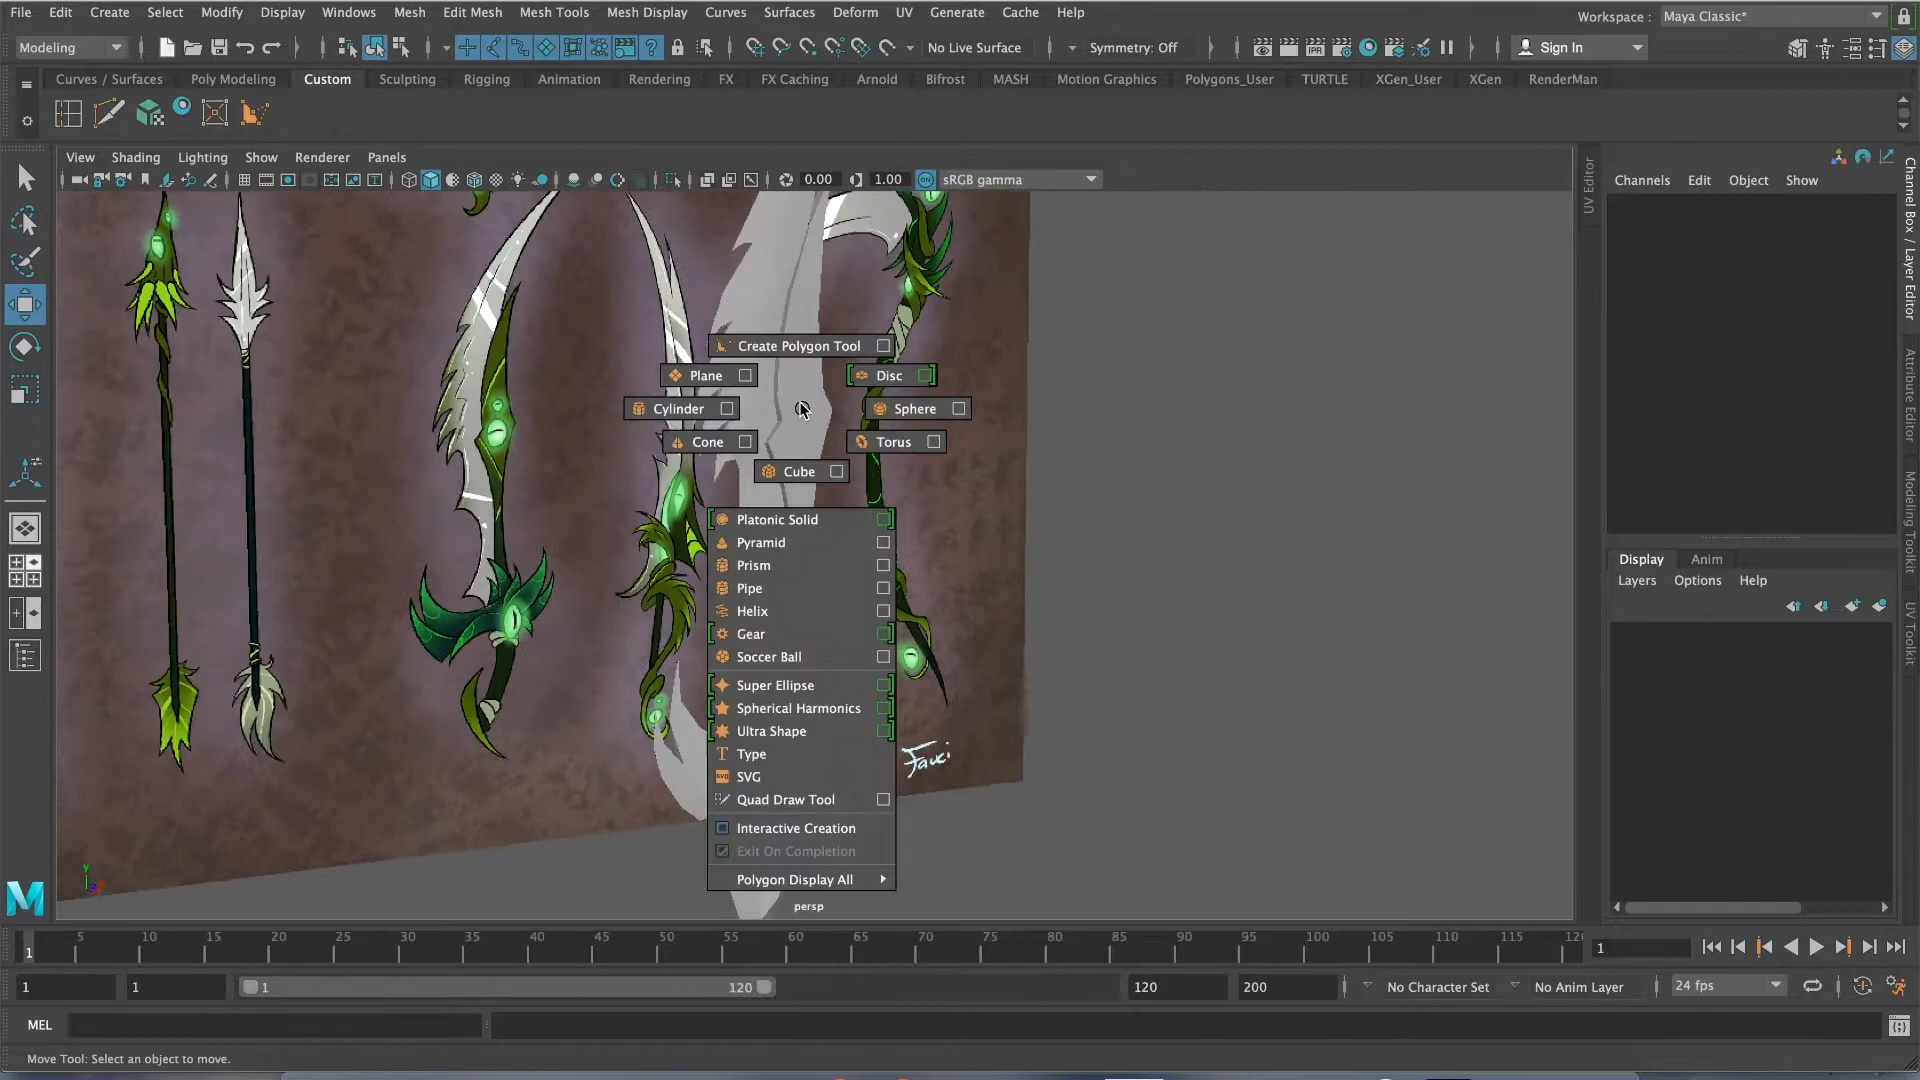 File Edit Create Select Modify Display Windows Mesh Edit Mesh Mesh Tools Mesh Display Curves Surfaces Deform UV Generate Cache Help
Workspace : Maya Classic*
Modeling No Live Surface Symmetry: Off Sign In
Curves / Surfaces Poly Modeling Custom Sculpting Rigging Animation Rendering FX FX Caching Arnold Bifrost MASH Motion Graphics Polygons_User TURTLE XGen_User XGen RenderMan
View Shading Lighting Show Renderer Panels
0.00 1.00 ON sRGB gamma
UV Editor
Channels Edit Object Show
Channel Box / Layer Editor
Attribute Editor
Modeling Toolkit
UV Toolkit
Create Polygon Tool
Plane Disc
Cylinder Sphere
Cone Torus
Cube
Platonic Solid
Pyramid
Prism
Pipe
Helix
Gear
Soccer Ball
Super Ellipse
Spherical Harmonics
Ultra Shape
T Type
SVG SVG
Quad Draw Tool
Interactive Creation
Exit On Completion
Polygon Display All
persp
y
Display Anim
Layers Options Help
M
1 5 10 15 20 25 30 35 40 45 50 55 60 65 70 75 80 85 90 95 100 105 110 115 12
1
1 1 1 120 120 200 No Character Set No Anim Layer 24 fps
MEL
Move Tool: Select an object to move.